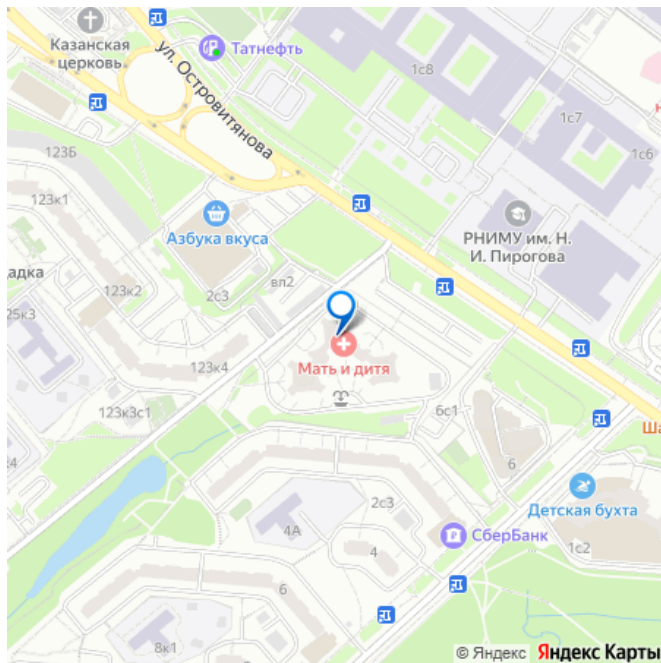 Казанская
церковь
Татнефть
ул. Островитянова
1с8
1с7
1с6
123Б
123к1
Азбука вкуса
РНИМУ им. Н.
И. Пирогова
адка
123к2
2с3
вл2
25к3
123к4
Мать и дитя
123к3с1
6с1
Ша
6
2с3
Детская бухта
4А
СберБанк
4
1с2
6
8к1
© Яндекс Яндекс Карты